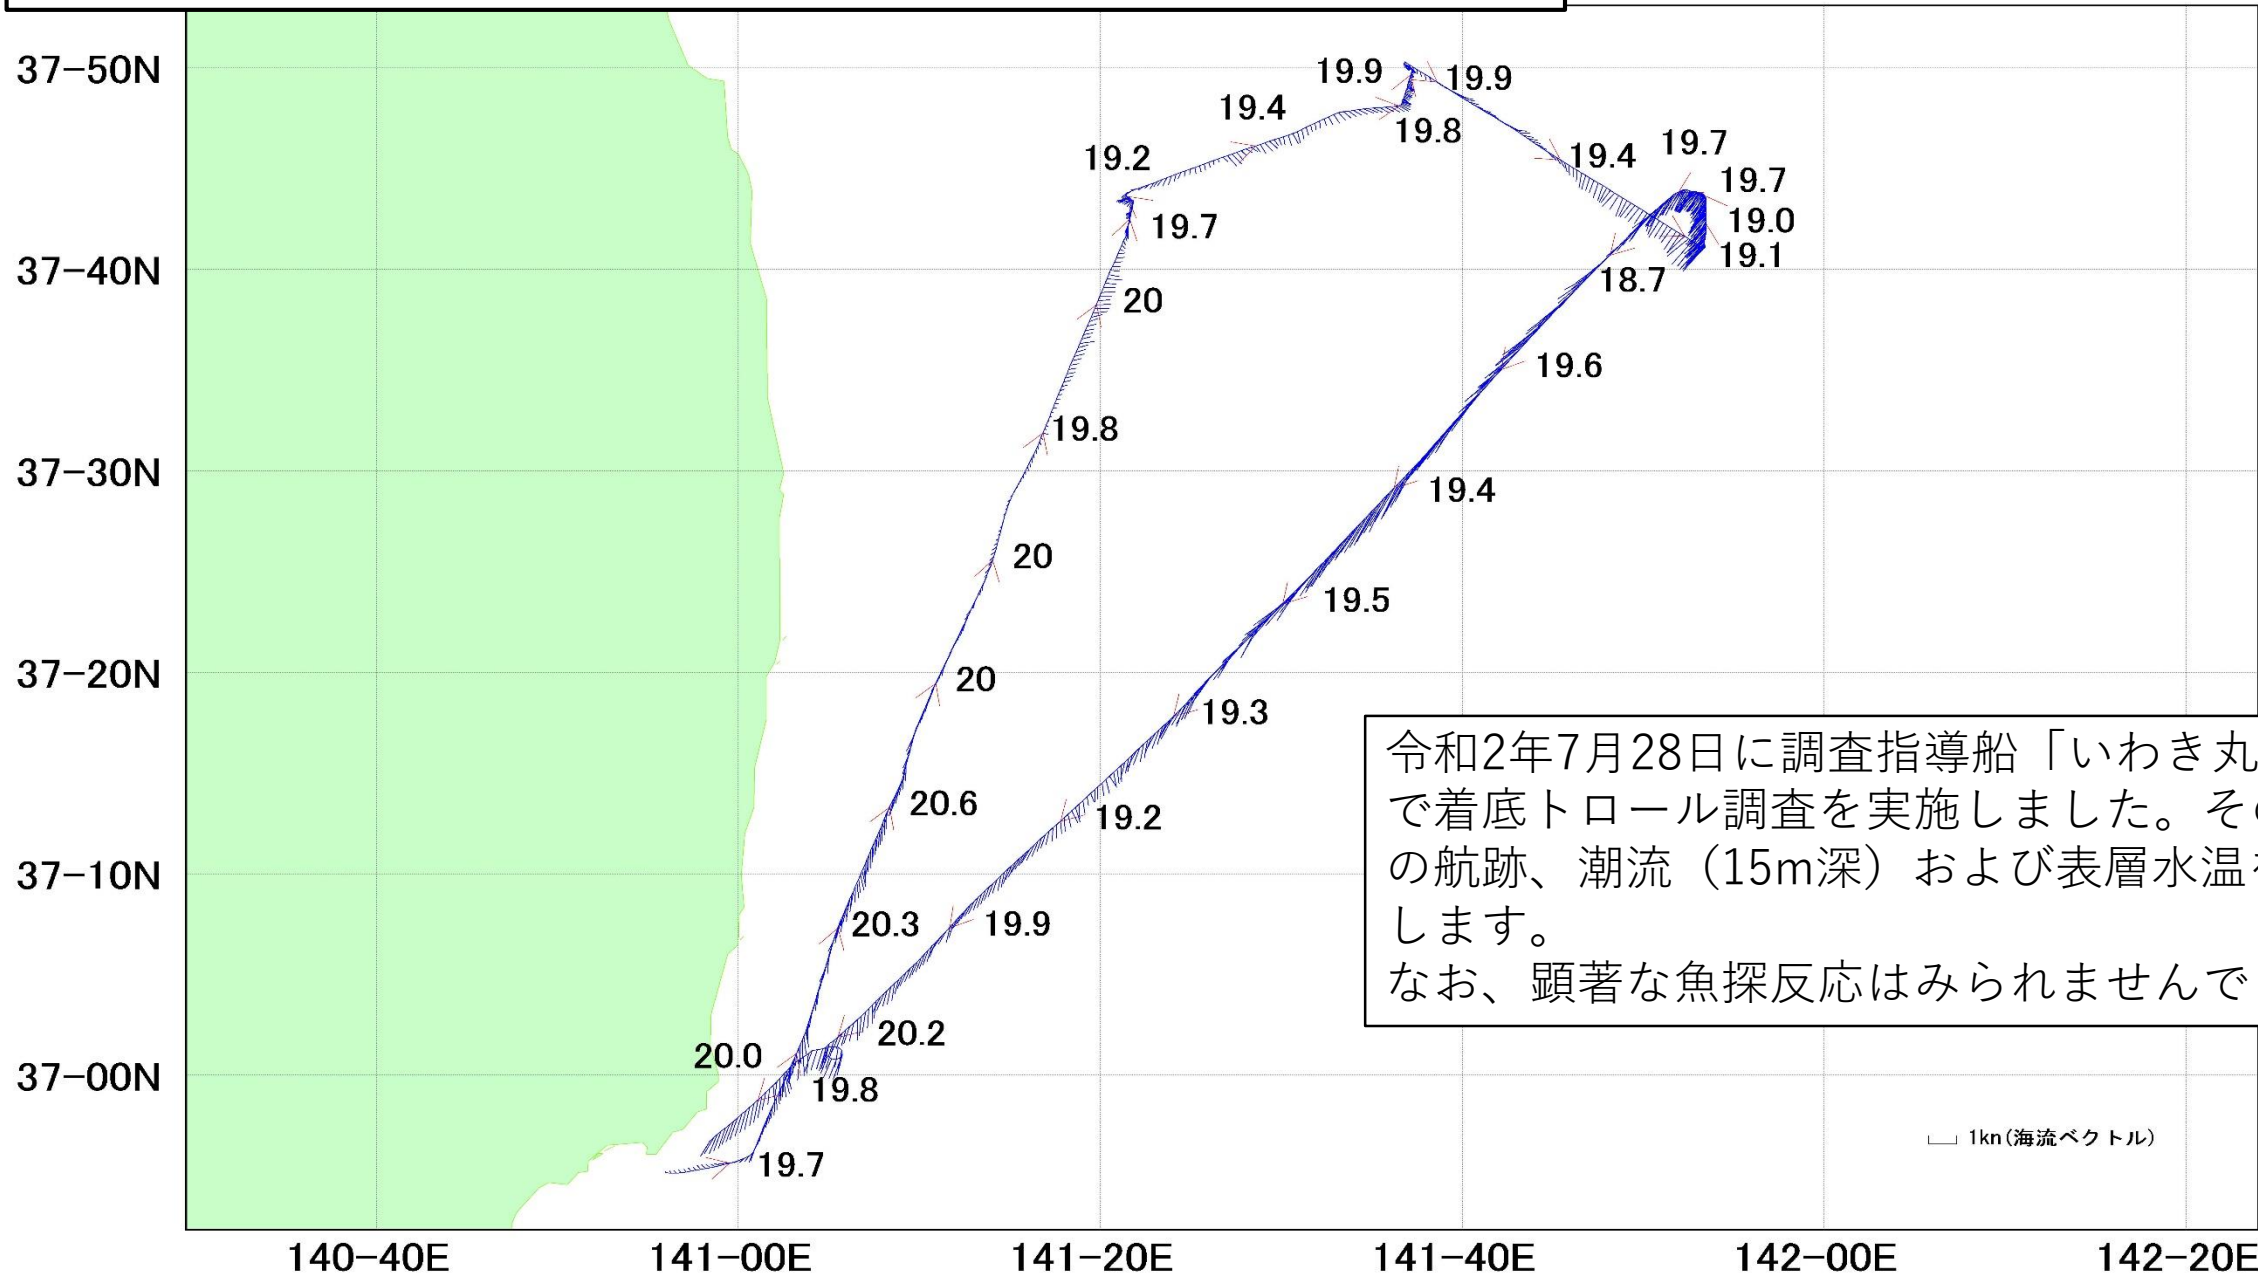 37-50N
19.9
19.9
19.4
19.8
19.7
19.2
19.4
19.7
19.7
19.0
19.1
37-40N
18.7
20
19.6
19.8
37-30N
19.4
20
19.5
37-20N
20
19.3
令和2年7月28日に調査指導船「いわき丸
で着底トロール調査を実施しました。その
の航跡、潮流（15m深）および表層水温を
します。
なお、顕著な魚探反応はみられませんで
20.6
19.2
37-10N
20.3
19.9
20.2
20.0
37-00N
19.8
1kn(海流ベクトル)
19.7
140-40E
141-00E
141-20E
141-40E
142-00E
142-20E